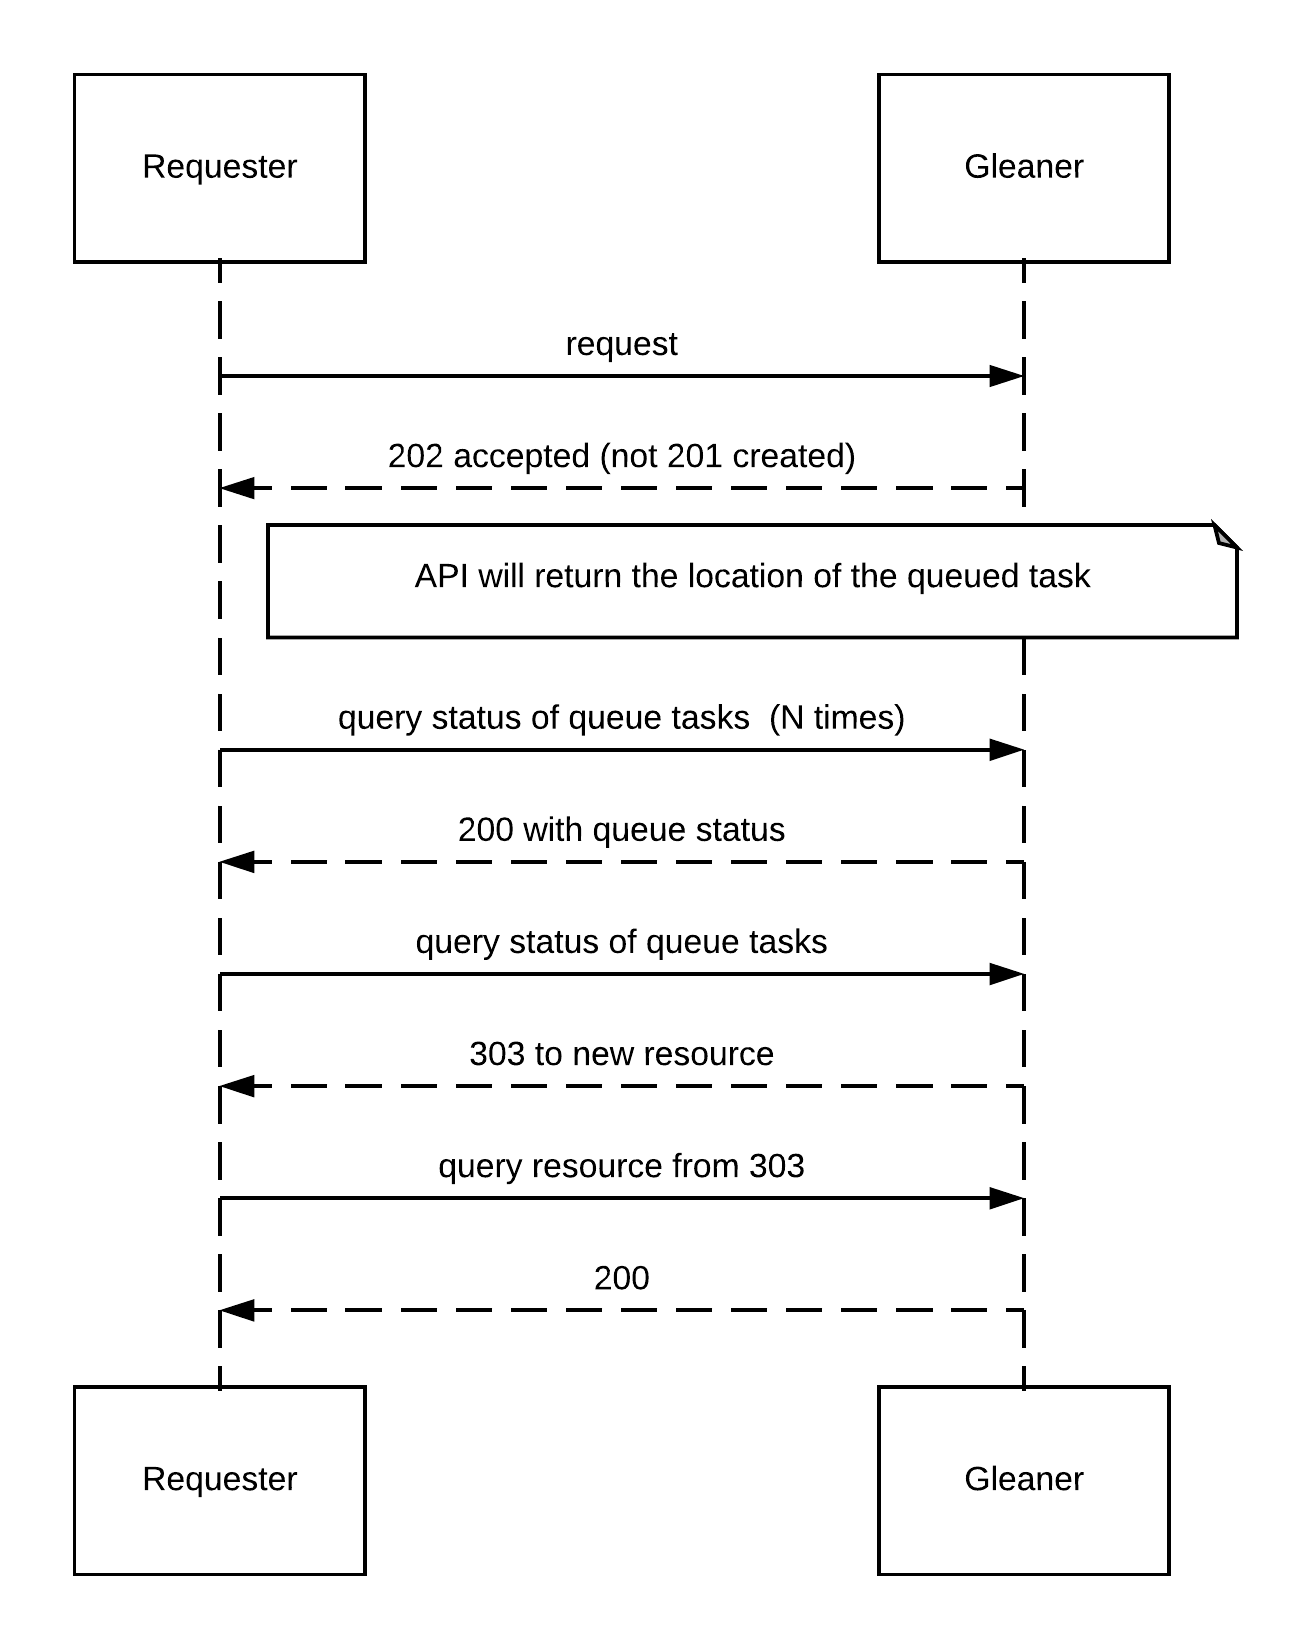 Requester
Gleaner
request
202 accepted (not 201 created)
API will return the location of the queued task
query status of queue tasks  (N times)
200 with queue status
query status of queue tasks
303 to new resource
query resource from 303
200
Requester
Gleaner